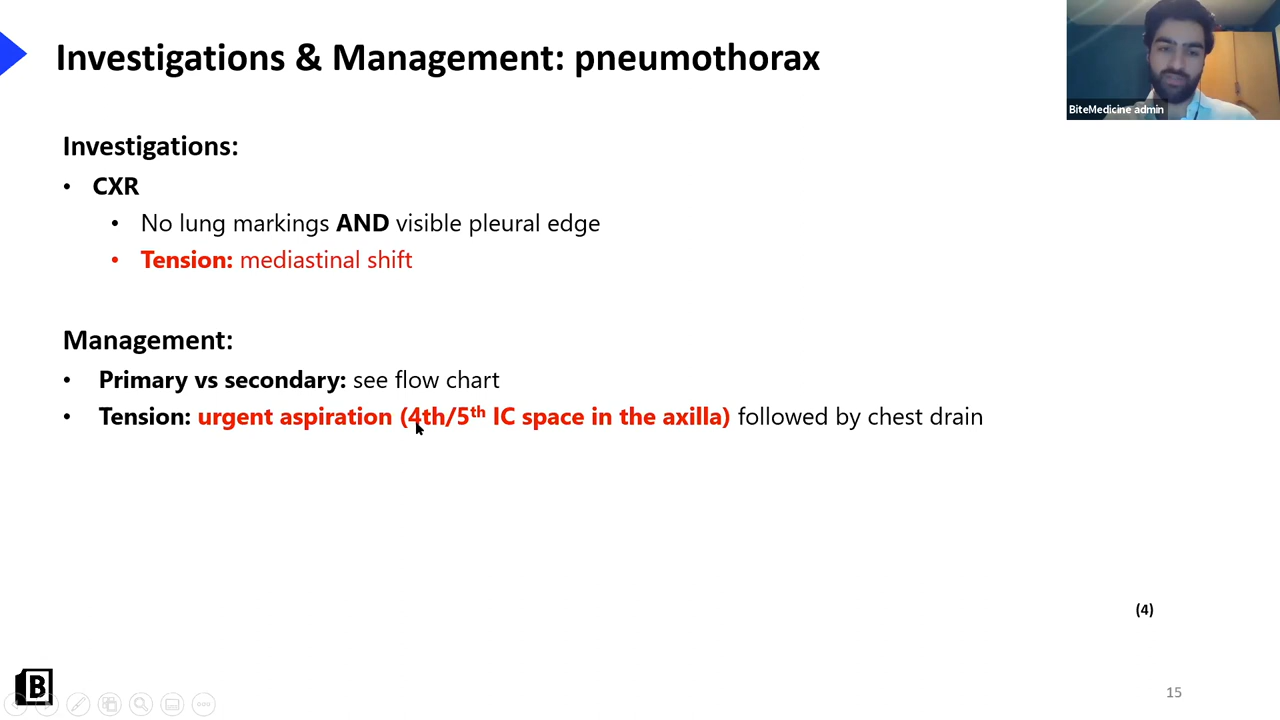 Investigations & Management: pneumothorax
BiteMedicine admin
Investigations:
• CXR
• No lung markings AND visible pleural edge
• Tension: mediastinal shift
Management:
• Primary vs secondary: see flow chart
• Tension: urgent aspiration (4th/5th IC space in the axilla) followed by chest drain
(4)
B
15